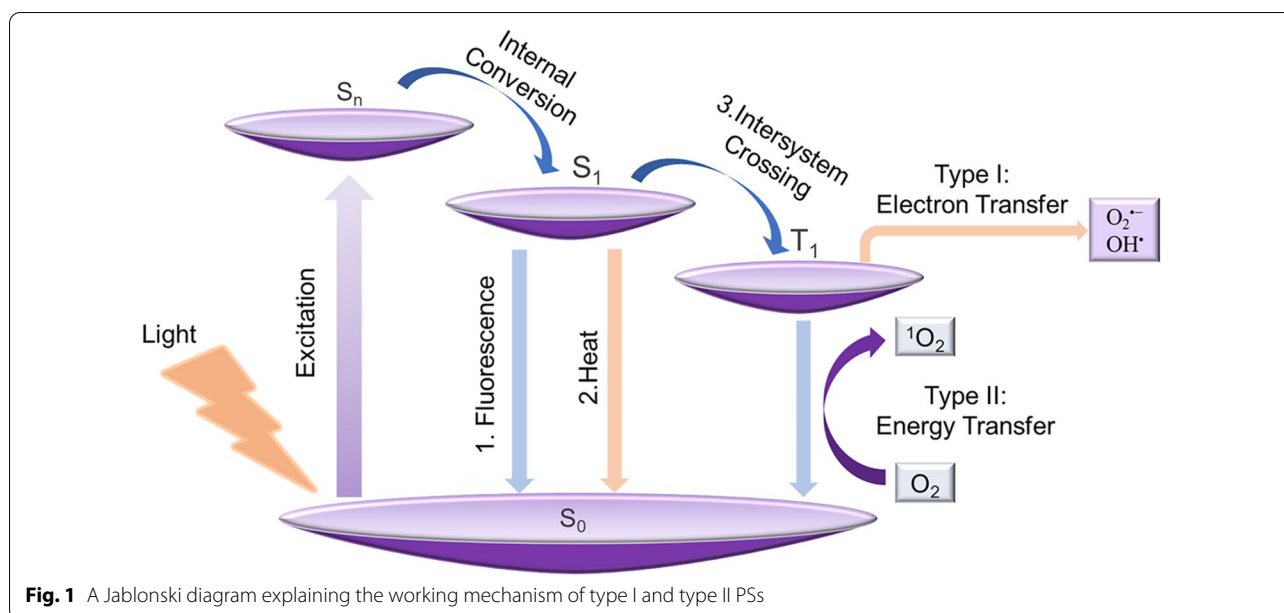 Internal
Conversion
Sₙ
3.Intersystem
Crossing
S₁
Type I:
Electron Transfer
O₂•−
OH•
T₁
Light
Excitation
1. Fluorescence
2.Heat
¹O₂
Type II:
Energy Transfer
O₂
S₀
Fig. 1 A Jablonski diagram explaining the working mechanism of type I and type II PSs